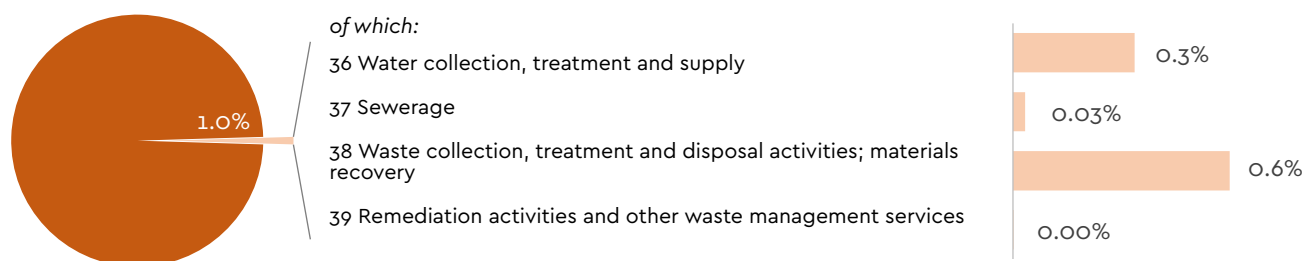 of which:
36 Water collection, treatment and supply
0.3%
1.0%
37 Sewerage
0.03%
38 Waste collection, treatment and disposal activities; materials
recovery
0.6%
39 Remediation activities and other waste management services
0.00%